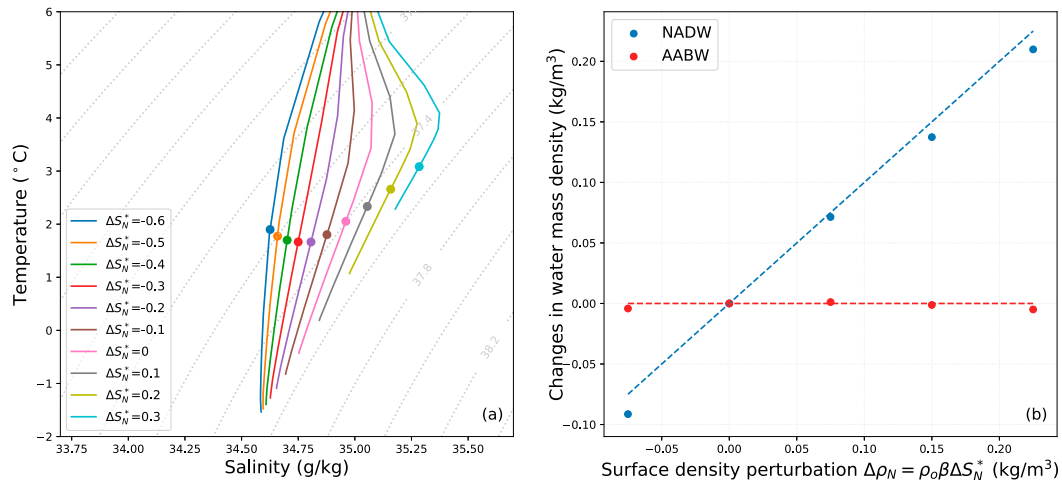 6
5
4
3
2
1
0
−1
−2
Temperature (°C)
37.4
37.8
38.2
ΔS*N=-0.6
ΔS*N=-0.5
ΔS*N=-0.4
ΔS*N=-0.3
ΔS*N=-0.2
ΔS*N=-0.1
ΔS*N=0
ΔS*N=0.1
ΔS*N=0.2
ΔS*N=0.3
(a)
33.75 34.00 34.25 34.50 34.75 35.00 35.25 35.50
Salinity (g/kg)
NADW
AABW
0.20
0.15
0.10
0.05
0.00
−0.05
−0.10
Changes in water mass density (kg/m³)
(b)
−0.05 0.00 0.05 0.10 0.15 0.20
Surface density perturbation ΔρN = ρoβΔS*N (kg/m³)